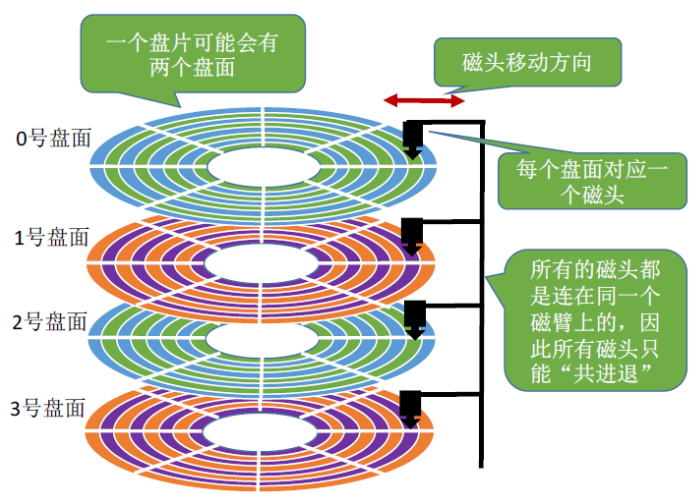 一个盘片可能会有
两个盘面
磁头移动方向
0号盘面
每个盘面对应一
个磁头
1号盘面
所有的磁头都
是连在同一个
磁臂上的，因
此所有磁头只
能“共进退”
2号盘面
3号盘面